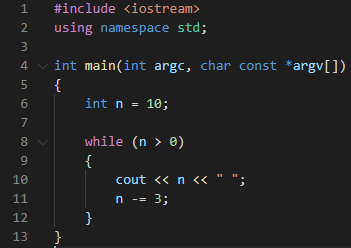 1 #include <iostream>
2 using namespace std;
3
4 int main(int argc, char const *argv[])
5 {
6     int n = 10;
7
8     while (n > 0)
9     {
10         cout << n << " ";
11         n -= 3;
12     }
13 }